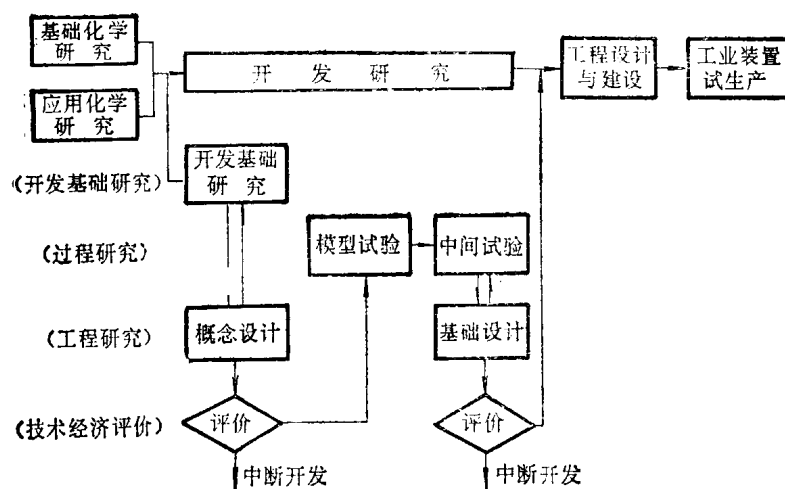 基础化学
研 究
应用化学
研 究
开 发 研 究
工程设计
与建设
工业装置
试生产
(开发基础研究)
开发基础
研 究
(过程研究)
模型试验
中间试验
(工程研究)
概念设计
基础设计
(技术经济评价)
评价
评价
中断开发
中断开发